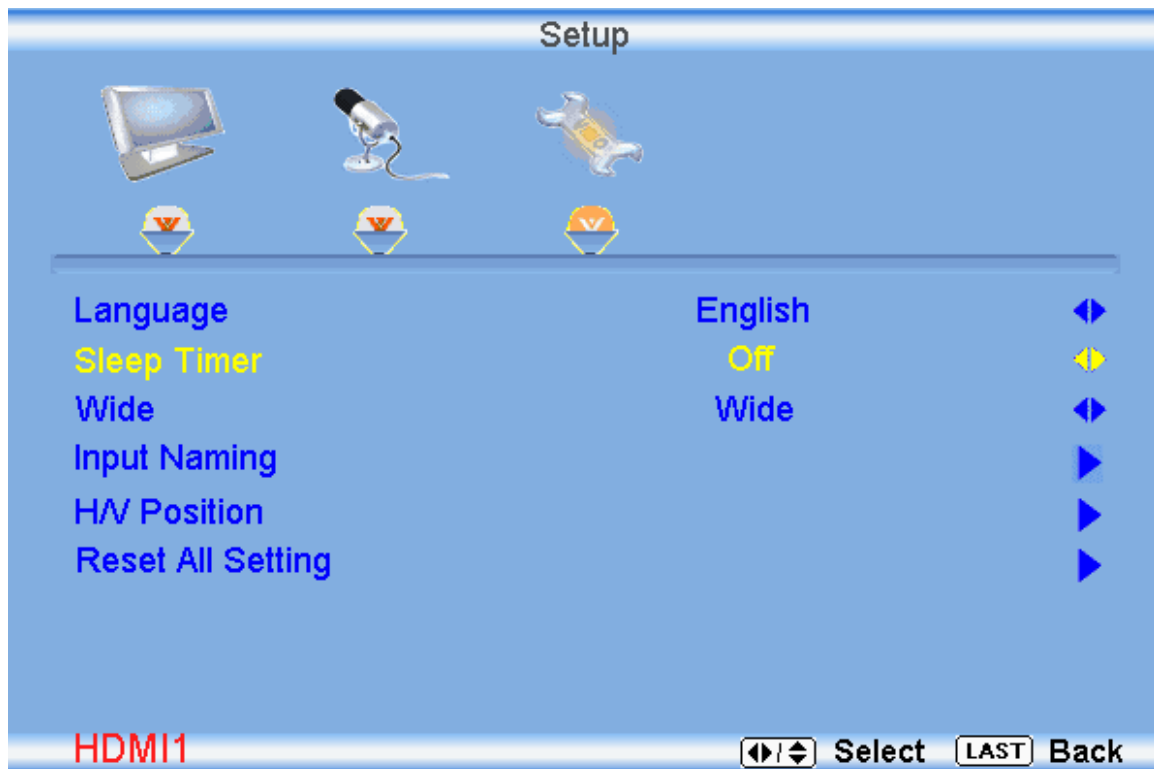 Setup
Language English
Sleep Timer Off
Wide Wide
Input Naming
H/V Position
Reset All Setting
HDMI1 / Select LAST Back